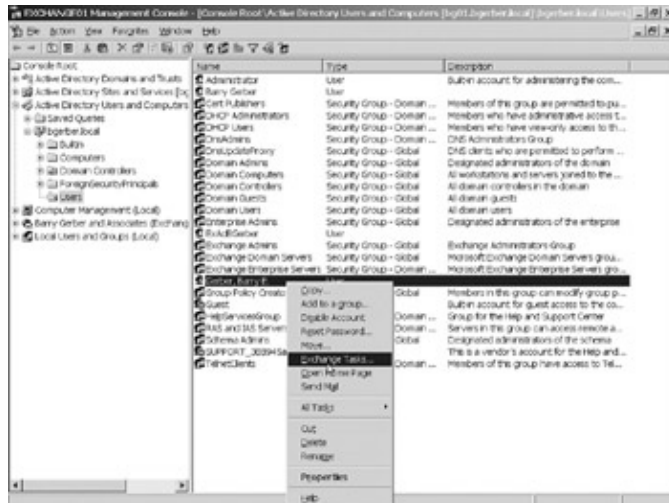 EXCHANGE01 Management Console - [Console Root\Active Directory Users and Computers [bg01.bgerber.local]\bgerber.local\Users]
File Action View Favorites Window Help
Console Root
Active Directory Domains and Trusts
Active Directory Sites and Services
Active Directory Users and Computers
Saved Queries
bgerber.local
Builtin
Computers
Domain Controllers
ForeignSecurityPrincipals
Users
Computer Management (Local)
Barry Gerber and Associates (Exchang
Local Users and Groups (Local)
Name Type Description
Administrator User Built-in account for administering the com...
Barry Gerber User
Cert Publishers Security Group - Domain ... Members of this group are permitted to pu...
DHCP Administrators Security Group - Domain ... Members who have administrative access t...
DHCP Users Security Group - Domain ... Members who have view-only access to th...
DnsAdmins Security Group - Domain ... DNS Administrators Group
DnsUpdateProxy Security Group - Global DNS clients who are permitted to perform ...
Domain Admins Security Group - Global Designated administrators of the domain
Domain Computers Security Group - Global All workstations and servers joined to the ...
Domain Controllers Security Group - Global All domain controllers in the domain
Domain Guests Security Group - Global All domain guests
Domain Users Security Group - Global All domain users
Enterprise Admins Security Group - Global Designated administrators of the enterprise
ExAdBGerber User
Exchange Admins Security Group - Global Exchange Administrators Group
Exchange Domain Servers Security Group - Global Microsoft Exchange Domain Servers grou...
Exchange Enterprise Servers Security Group - Domain ... Microsoft Exchange Enterprise Servers gro...
Gerber, Barry P. User
Group Policy Creato Global Members in this group can modify group p...
Guest Built-in account for guest access to the co...
HelpServicesGroup Domain ... Group for the Help and Support Center
RAS and IAS Server Domain ... Servers in this group can access remote a...
Schema Admins Global Designated administrators of the schema
SUPPORT_388945a This is a vendor's account for the Help and...
TelnetClients Domain ... Members of this group have access to Tel...
Copy...
Add to a group...
Disable Account
Reset Password...
Move...
Exchange Tasks...
Open Home Page
Send Mail
All Tasks
Cut
Delete
Rename
Properties
Help